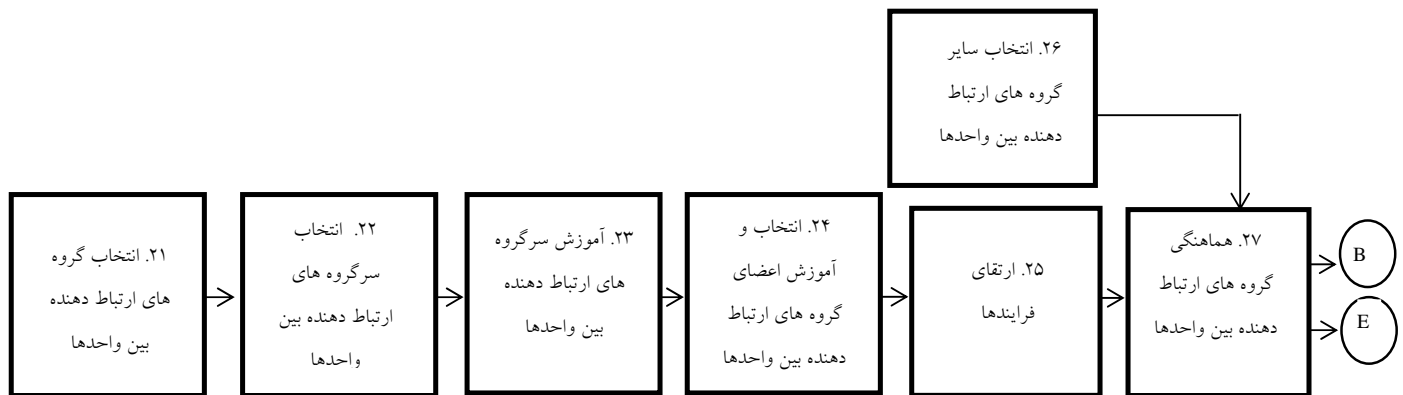 ۲۶. انتخاب سایر
گروه های ارتباط
دهنده بین واحدها
۲۱. انتخاب گروه
های ارتباط دهنده
بین واحدها
۲۲. انتخاب
سرگروه های
ارتباط دهنده بین
واحدها
۲۳. آموزش سرگروه
های ارتباط دهنده
بین واحدها
۲۴. انتخاب و
آموزش اعضای
گروه های ارتباط
دهنده بین واحدها
۲۵. ارتقای
فرایندها
۲۷. هماهنگی
گروه های ارتباط
دهنده بین واحدها
B
E